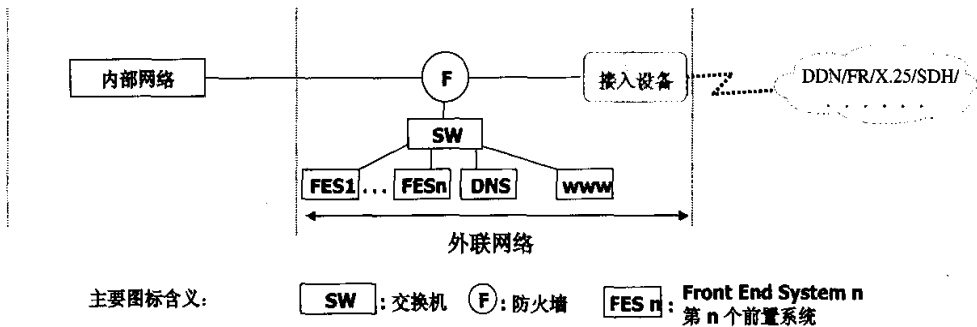 内部网络
F
接入设备
DDN/FR/X.25/SDH/
......
SW
FES1
...
FESn
DNS
WWW
外联网络
主要图标含义：
SW ：交换机
F ：防火墙
FES n ：Front End System n
第 n 个前置系统